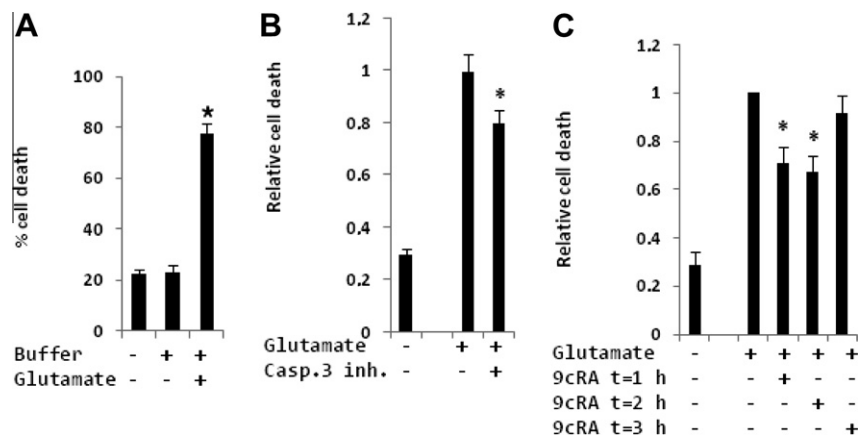 A
% cell death
100
80
60
40
20
0
*
Buffer - + +
Glutamate - - +
B
Relative cell death
1.2
1
0.8
0.6
0.4
0.2
0
*
Glutamate - + +
Casp.3 inh. - - +
C
Relative cell death
1.2
1
0.8
0.6
0.4
0.2
0
* *
Glutamate - + + + +
9cRA t=1 h - - + - -
9cRA t=2 h - - - + -
9cRA t=3 h - - - - +